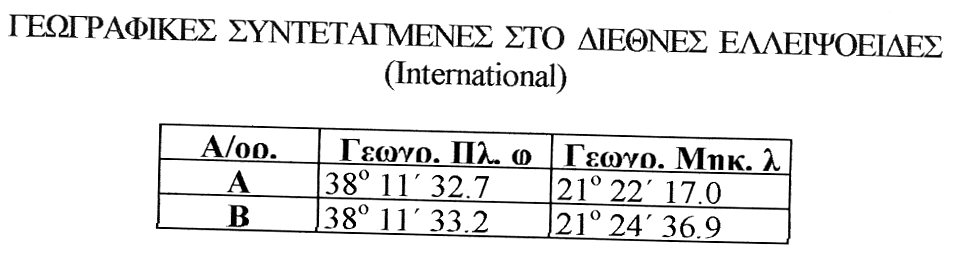 ΓΕΩΓΡΑΦΙΚΕΣ ΣΥΝΤΕΤΑΓΜΕΝΕΣ ΣΤΟ ΔΙΕΘΝΕΣ ΕΛΛΕΙΨΟΕΙΔΕΣ
(International)
Α/ορ. Γεωγρ. Πλ. φ Γεωγρ. Μηκ. λ
Α 38° 11΄ 32.7 21° 22΄ 17.0
Β 38° 11΄ 33.2 21° 24΄ 36.9